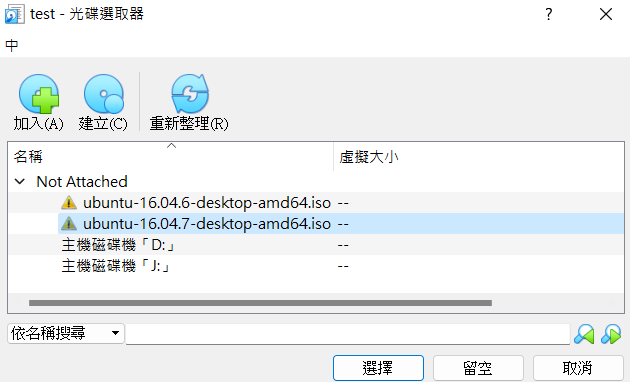 test - 光碟選取器
中
加入(A) 建立(C) 重新整理(R)
名稱 虛擬大小
Not Attached
ubuntu-16.04.6-desktop-amd64.iso --
ubuntu-16.04.7-desktop-amd64.iso --
主機磁碟機「D:」 --
主機磁碟機「J:」 --
依名稱搜尋
選擇 留空 取消